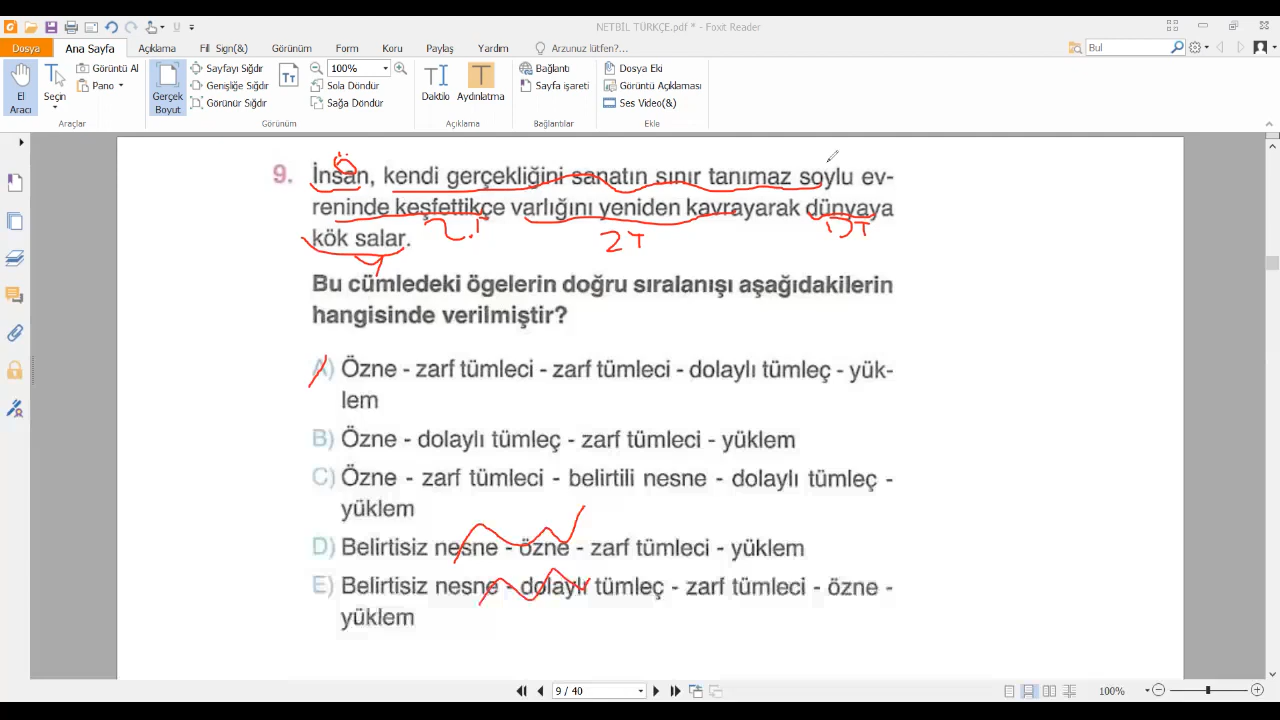 NETBİL TÜRKÇE.pdf * - Foxit Reader
Dosya Ana Sayfa Açıklama Fil Sign(&) Görünüm Form Koru Paylaş Yardım Arzunuz lütfen?... Bul
El Aracı Seçin Görüntü Al Pano Gerçek Boyut Sayfayı Sığdır Genişliğe Sığdır Görünür Sığdır 100% Sola Döndür Sağa Döndür Daktilo Aydınlatma Bağlantı Sayfa işareti Dosya Eki Görüntü Açıklaması Ses Video(&)
Araçlar Görünüm Açıklama Bağlantılar Ekle
Ö
9. İnsan, kendi gerçekliğini sanatın sınır tanımaz soylu ev-
reninde keşfettikçe varlığını yeniden kavrayarak dünyaya
Z.T ZT DT
kök salar.
Y
Bu cümledeki ögelerin doğru sıralanışı aşağıdakilerin
hangisinde verilmiştir?
A) Özne - zarf tümleci - zarf tümleci - dolaylı tümleç - yük-
lem
B) Özne - dolaylı tümleç - zarf tümleci - yüklem
C) Özne - zarf tümleci - belirtili nesne - dolaylı tümleç -
yüklem
D) Belirtisiz nesne - özne - zarf tümleci - yüklem
E) Belirtisiz nesne - dolaylı tümleç - zarf tümleci - özne -
yüklem
9 / 40 100%